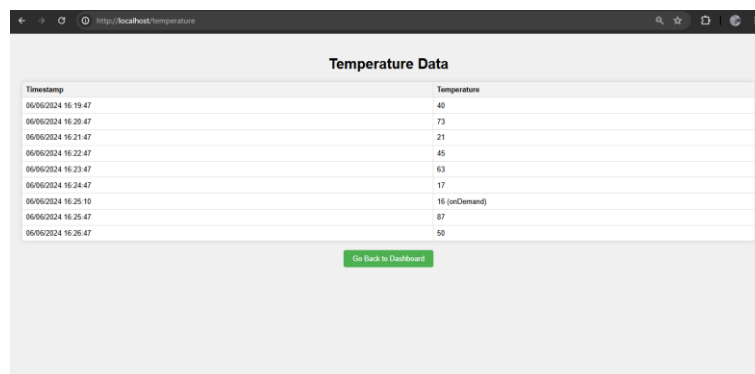 http://localhost/temperature
Temperature Data
Timestamp Temperature
06/06/2024 16:19:47 40
06/06/2024 16:20:47 73
06/06/2024 16:21:47 21
06/06/2024 16:22:47 45
06/06/2024 16:23:47 63
06/06/2024 16:24:47 17
06/06/2024 16:25:10 16 (onDemand)
06/06/2024 16:25:47 87
06/06/2024 16:26:47 50
Go Back to Dashboard